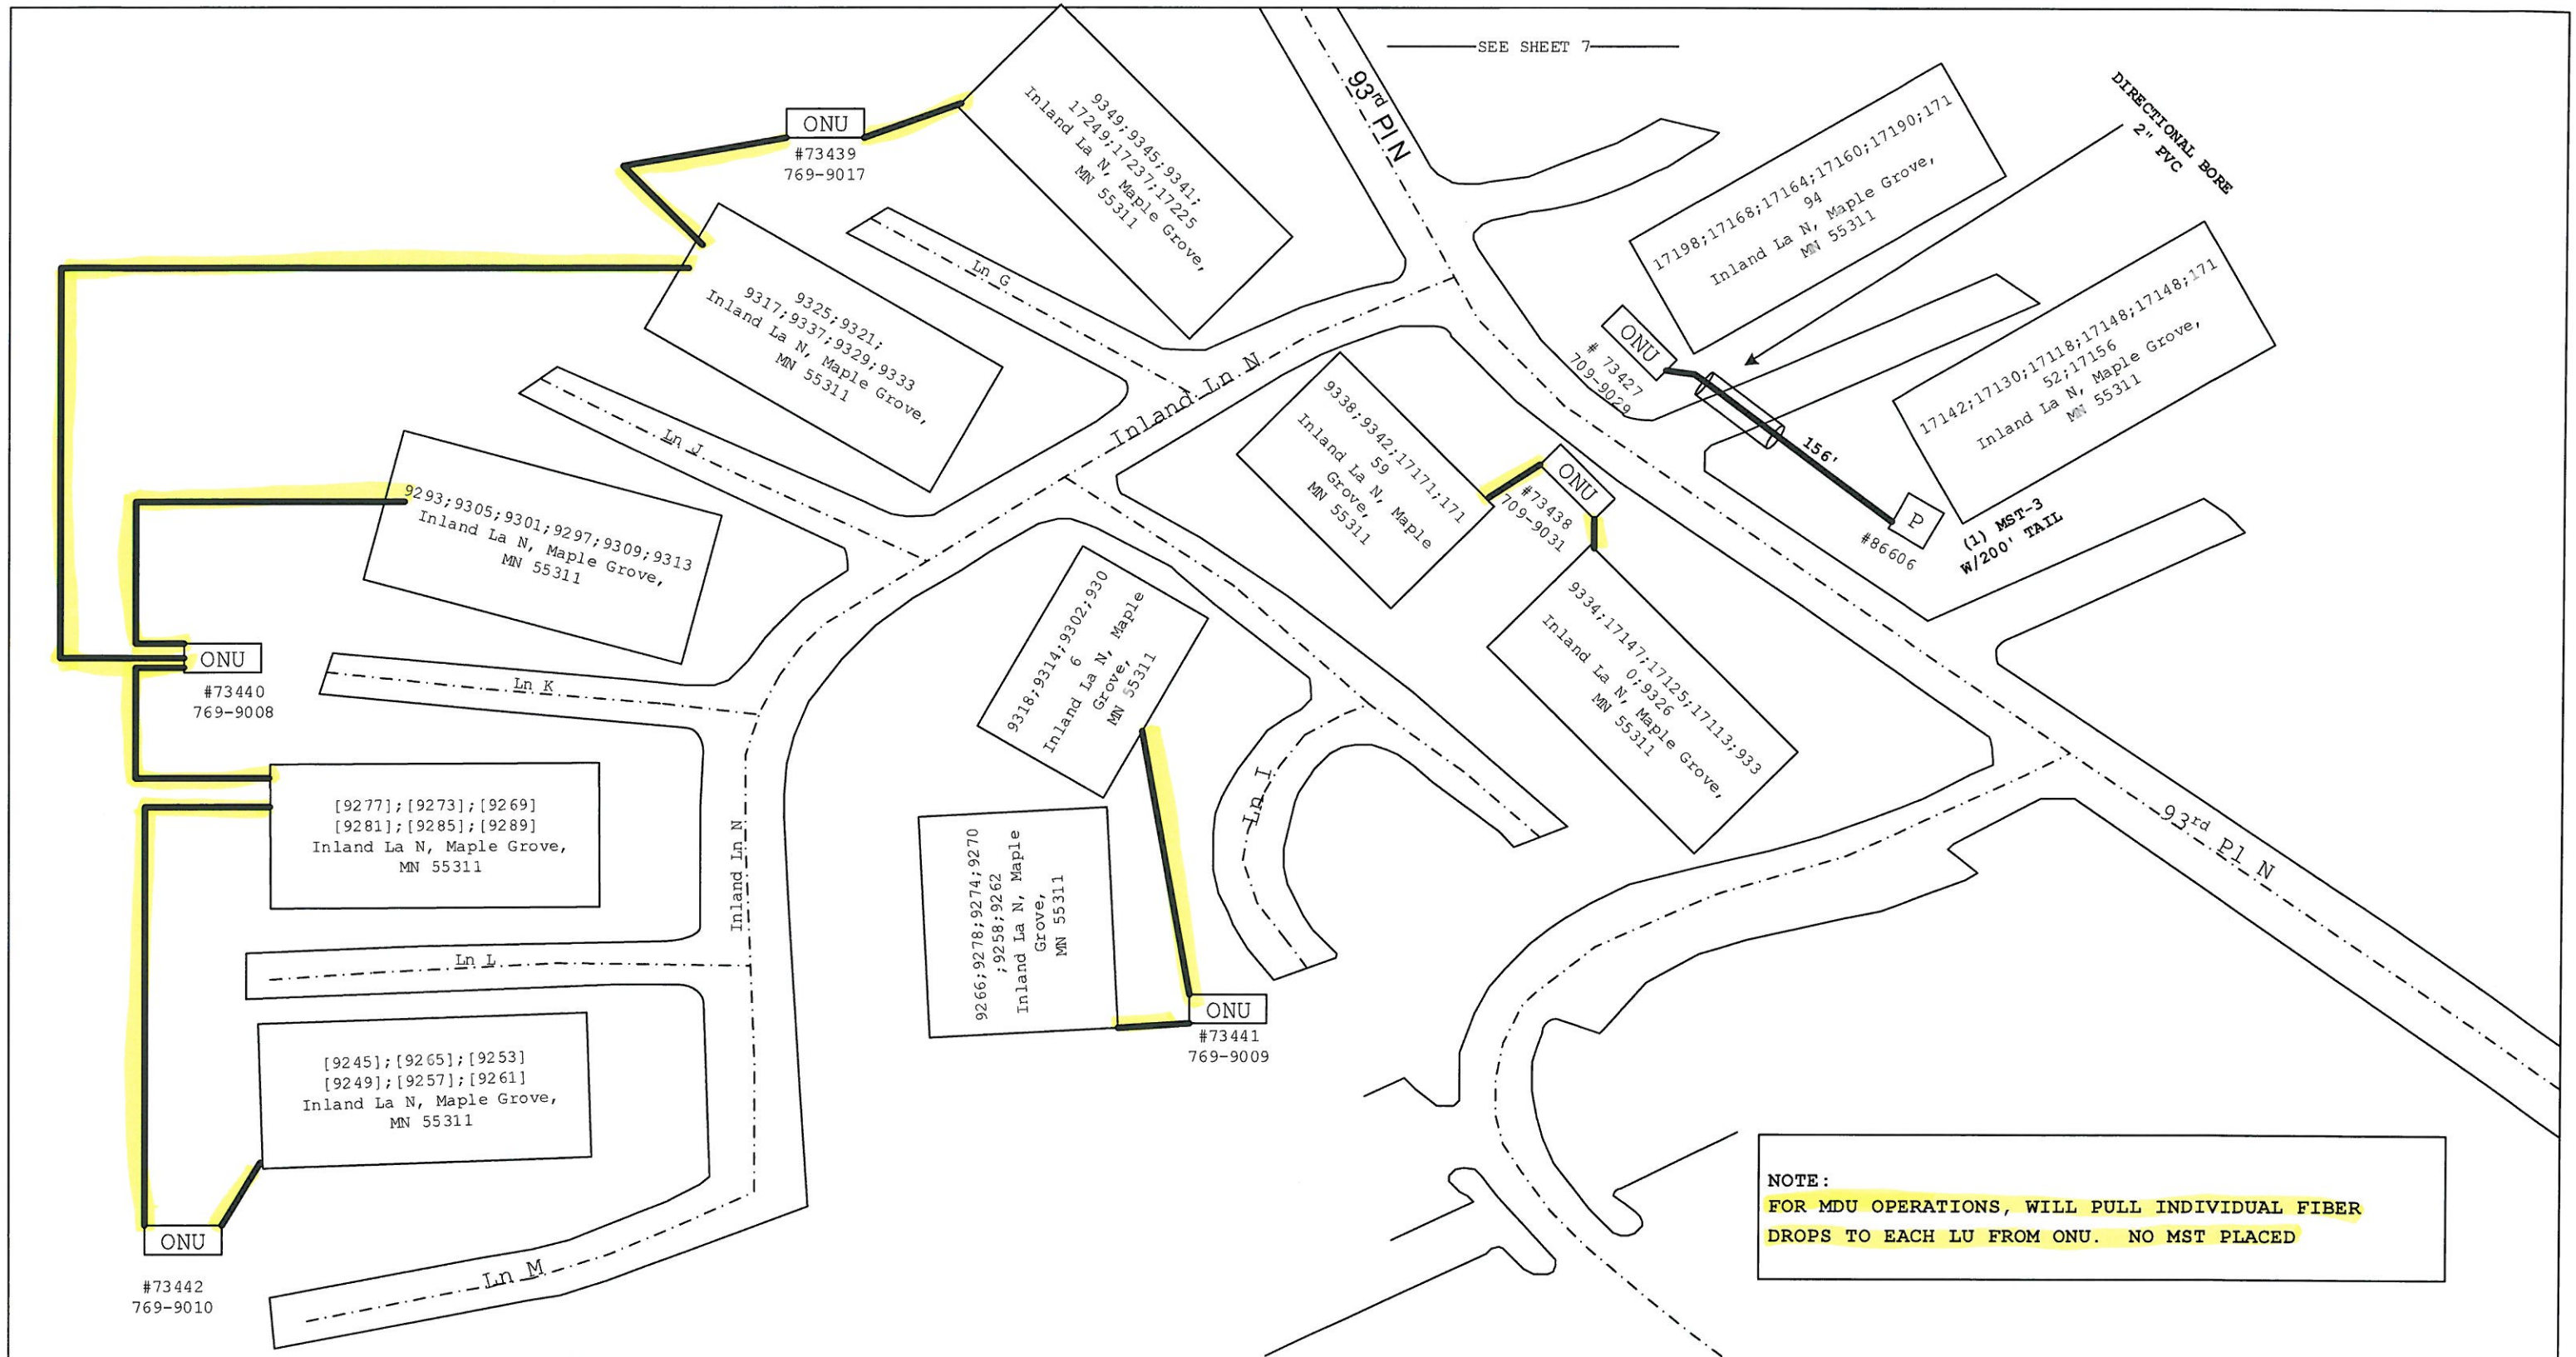 SEE SHEET 7
93rd Pl N
DIRECTIONAL BORE
2" PVC
ONU
#73439
769-9017
9349;9345;9341;
17249;17237;17225
Inland La N, Maple Grove,
MN 55311
17198;17168;17164;17160;17190;171
94
Inland La N, Maple Grove,
MN 55311
Ln G
9325;9321;
9317;9337;9329;9333
Inland La N, Maple Grove,
MN 55311
ONU
# 73427
709-9029
17142;17130;17118;17148;17148;171
52;17156
Inland La N, Maple Grove,
MN 55311
156'
P
#86606
(1) MST-3
W/200' TAIL
Inland Ln N
Ln J
9338;9342;17171;171
59
Inland La N, Maple
Grove,
MN 55311
ONU
#73438
709-9031
9293;9305;9301;9297;9309;9313
Inland La N, Maple Grove,
MN 55311
9334;17147;17125;17113;933
0;9326
Inland La N, Maple Grove,
MN 55311
9318;9314;9302;930
6
Inland La N, Maple
Grove,
MN 55311
ONU
#73440
769-9008
Ln K
Ln I
[9277];[9273];[9269]
[9281];[9285];[9289]
Inland La N, Maple Grove,
MN 55311
Inland Ln N
9266;9278;9274;9270
;9258;9262
Inland La N, Maple
Grove,
MN 55311
93rd Pl N
Ln L
ONU
#73441
769-9009
[9245];[9265];[9253]
[9249];[9257];[9261]
Inland La N, Maple Grove,
MN 55311
ONU
#73442
769-9010
Ln M
NOTE:
FOR MDU OPERATIONS, WILL PULL INDIVIDUAL FIBER
DROPS TO EACH LU FROM ONU. NO MST PLACED